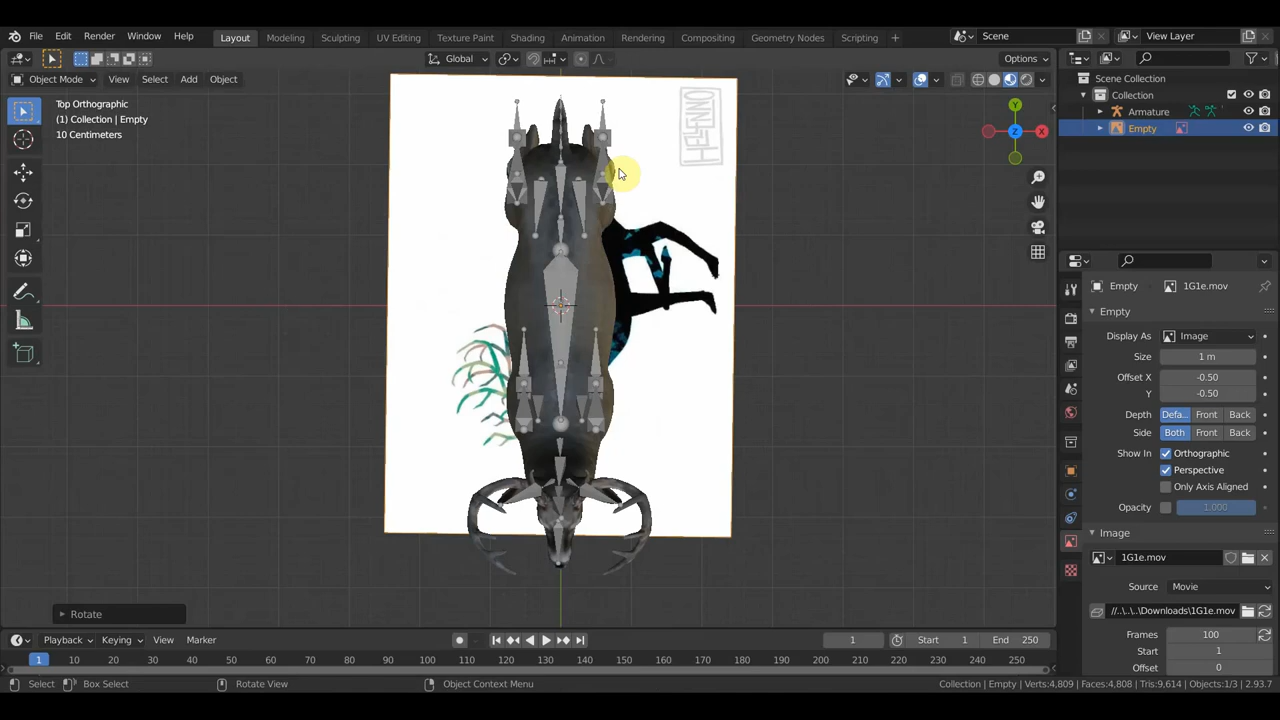 File Edit Render Window Help Layout Modeling Sculpting UV Editing Texture Paint Shading Animation Rendering Compositing Geometry Nodes Scripting + Scene View Layer
Global Options
Object Mode View Select Add Object
Top Orthographic
(1) Collection | Empty
10 Centimeters
Y
Z X
Scene Collection
Collection
Armature
Empty
Empty 1G1e.mov
Empty
Display As Image
Size 1 m
Offset X -0.50
Y -0.50
Depth Defa... Front Back
Side Both Front Back
Show In Orthographic
Perspective
Only Axis Aligned
Opacity 1.000
Image
1G1e.mov
Source Movie
//..\..\..\Downloads\1G1e.mov
Frames 100
Start 1
Offset 0
Rotate
Playback Keying View Marker 1 Start 1 End 250
1 10 20 30 40 50 60 70 80 90 100 110 120 130 140 150 160 170 180 190 200 210 220 230 240 250
Select Box Select Rotate View Object Context Menu Collection | Empty | Verts:4,809 | Faces:4,808 | Tris:9,614 | Objects:1/3 | 2.93.7